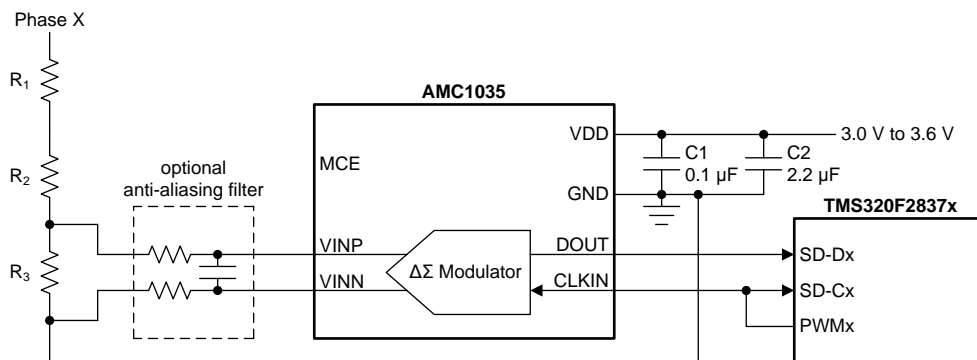 Phase X
R1
AMC1035
VDD
3.0 V to 3.6 V
MCE
C1
0.1 µF
C2
2.2 µF
R2
optional
anti-aliasing filter
GND
TMS320F2837x
VINP
DOUT
SD-Dx
R3
ΔΣ Modulator
VINN
CLKIN
SD-Cx
PWMx